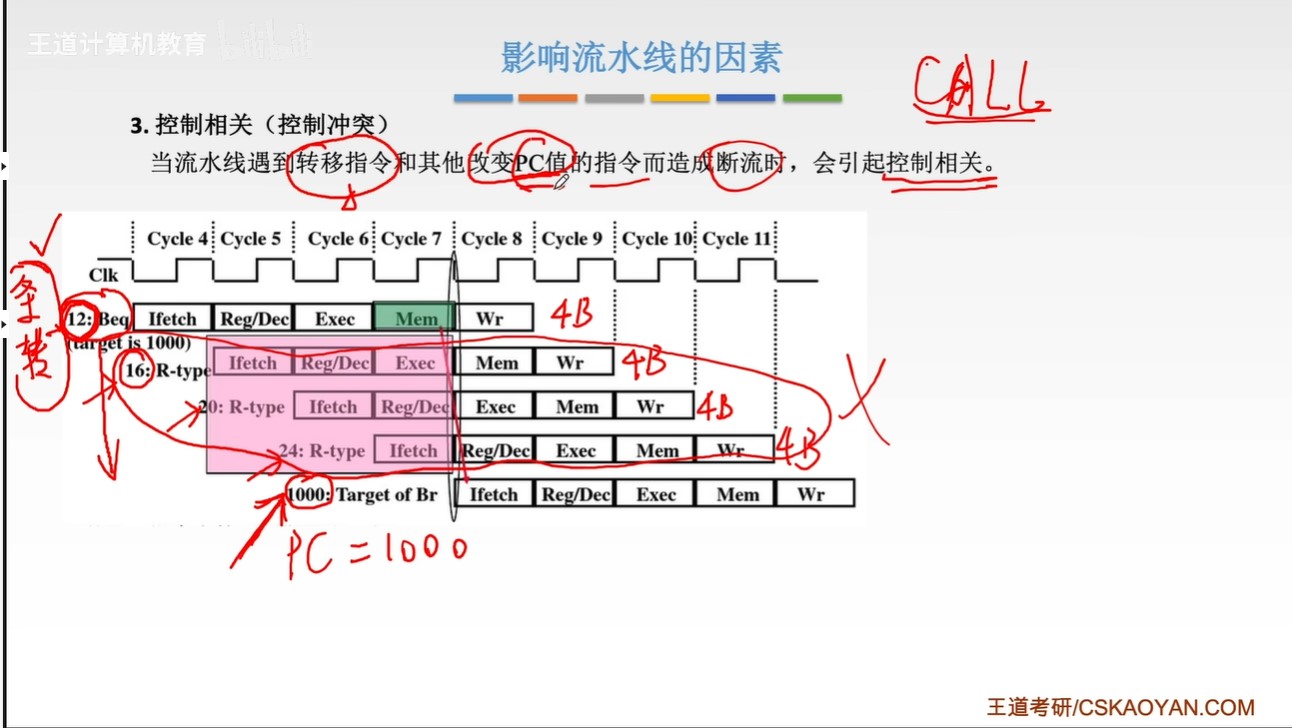 王道计算机教育
影响流水线的因素
CALL
3. 控制相关（控制冲突）
当流水线遇到转移指令和其他改变PC值的指令而造成断流时，会引起控制相关。
Cycle 4 Cycle 5 Cycle 6 Cycle 7 Cycle 8 Cycle 9 Cycle 10 Cycle 11
Clk
条转
12: Beq Ifetch Reg/Dec Exec Mem Wr 4B
(target is 1000)
16: R-type Ifetch Reg/Dec Exec Mem Wr 4B
20: R-type Ifetch Reg/Dec Exec Mem Wr 4B
24: R-type Ifetch Reg/Dec Exec Mem Wr 4B
1000: Target of Br Ifetch Reg/Dec Exec Mem Wr
PC=1000
王道考研/CSKAOYAN.COM